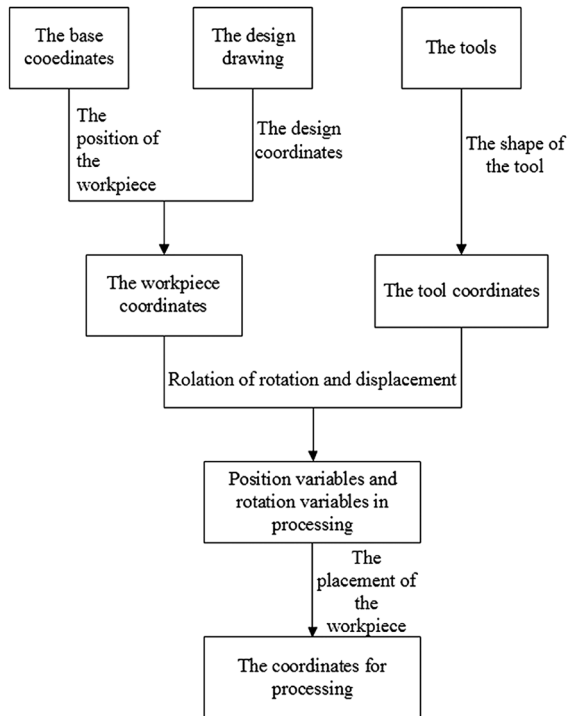 The base
cooedinates
The design
drawing
The tools
The
position of
the
workpiece
The design
coordinates
The shape of
the tool
The workpiece
coordinates
The tool coordinates
Rolation of rotation and displacement
Position variables and
rotation variables in
processing
The
placement of
the
workpiece
The coordinates for
processing